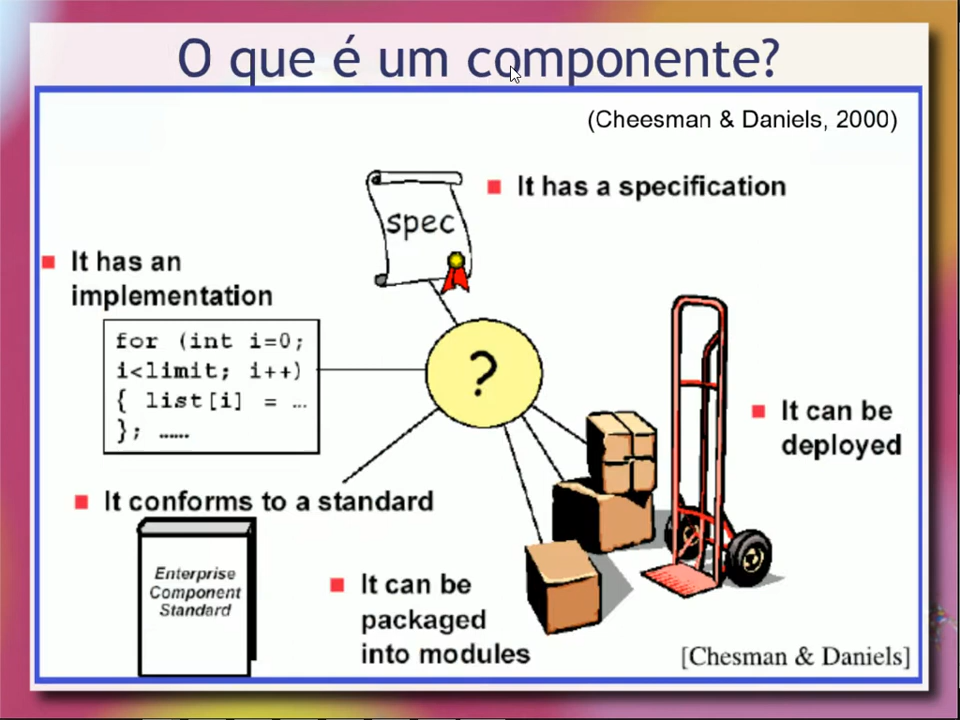 O que é um componente?
(Cheesman & Daniels, 2000)
It has a specification
spec
It has an
implementation
for (int i=0;
i<limit; i++)
{ list[i] = …
}; ……
?
It can be
deployed
It conforms to a standard
Enterprise
Component
Standard
It can be
packaged
into modules
[Chesman & Daniels]